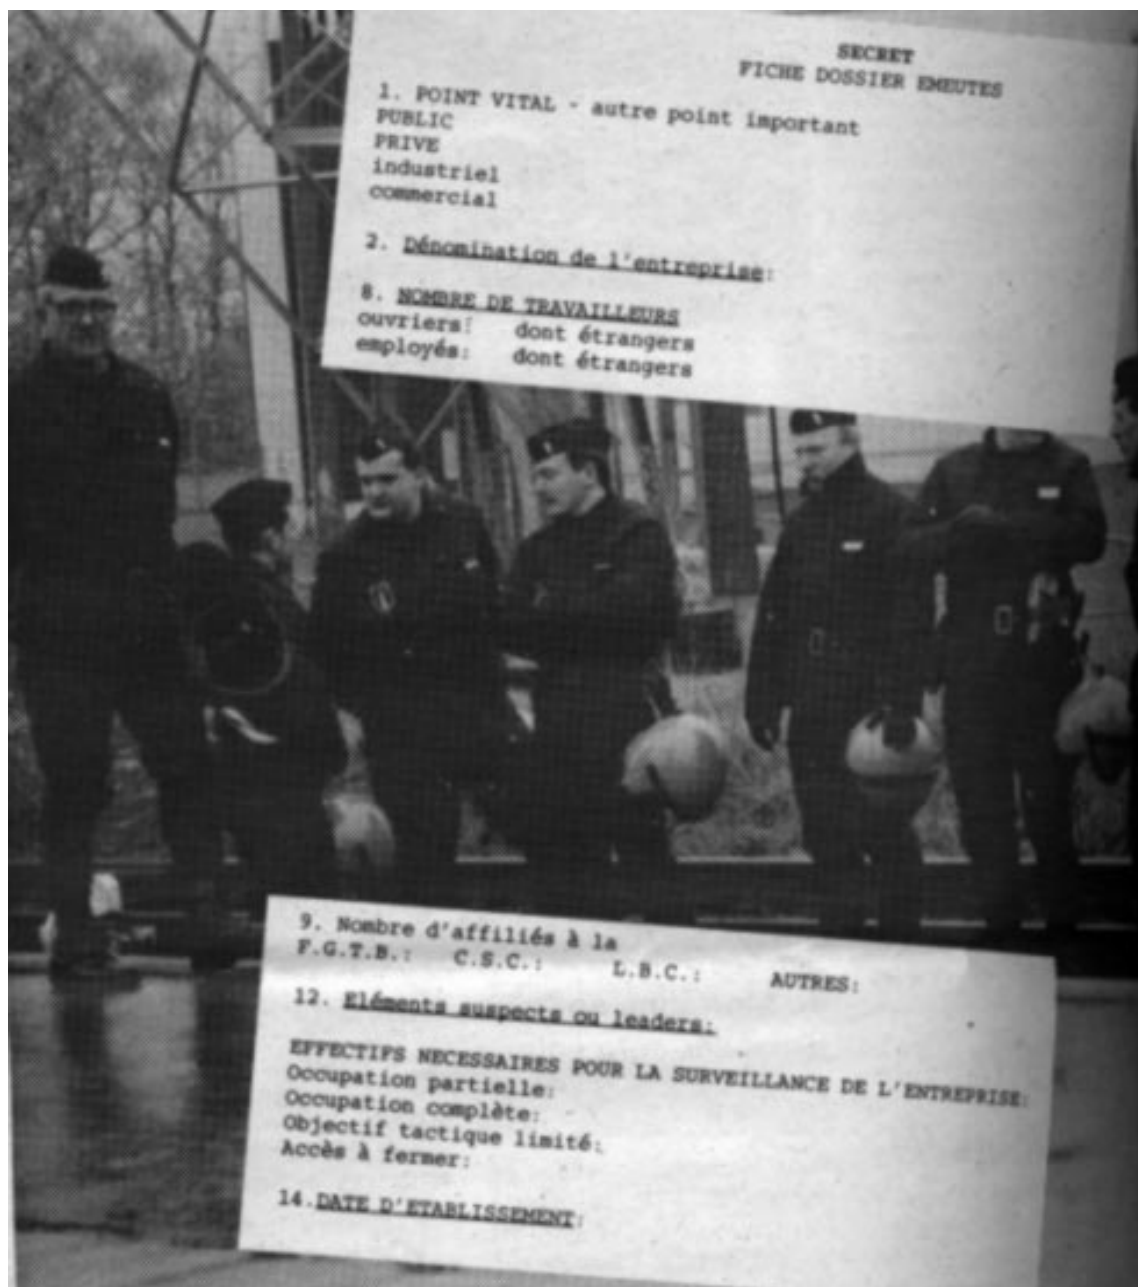 SECRET
FICHE DOSSIER EMEUTES
1. POINT VITAL - autre point important
PUBLIC
PRIVE
industriel
commercial
2. Dénomination de l'entreprise:
8. NOMBRE DE TRAVAILLEURS
ouvriers: dont étrangers
employés: dont étrangers
9. Nombre d'affiliés à la
F.G.T.B.: C.S.C.: L.B.C.: AUTRES:
12. Eléments suspects ou leaders:
EFFECTIFS NECESSAIRES POUR LA SURVEILLANCE DE L'ENTREPRISE:
Occupation partielle:
Occupation complète:
Objectif tactique limité:
Accès à fermer:
14.DATE D'ETABLISSEMENT: